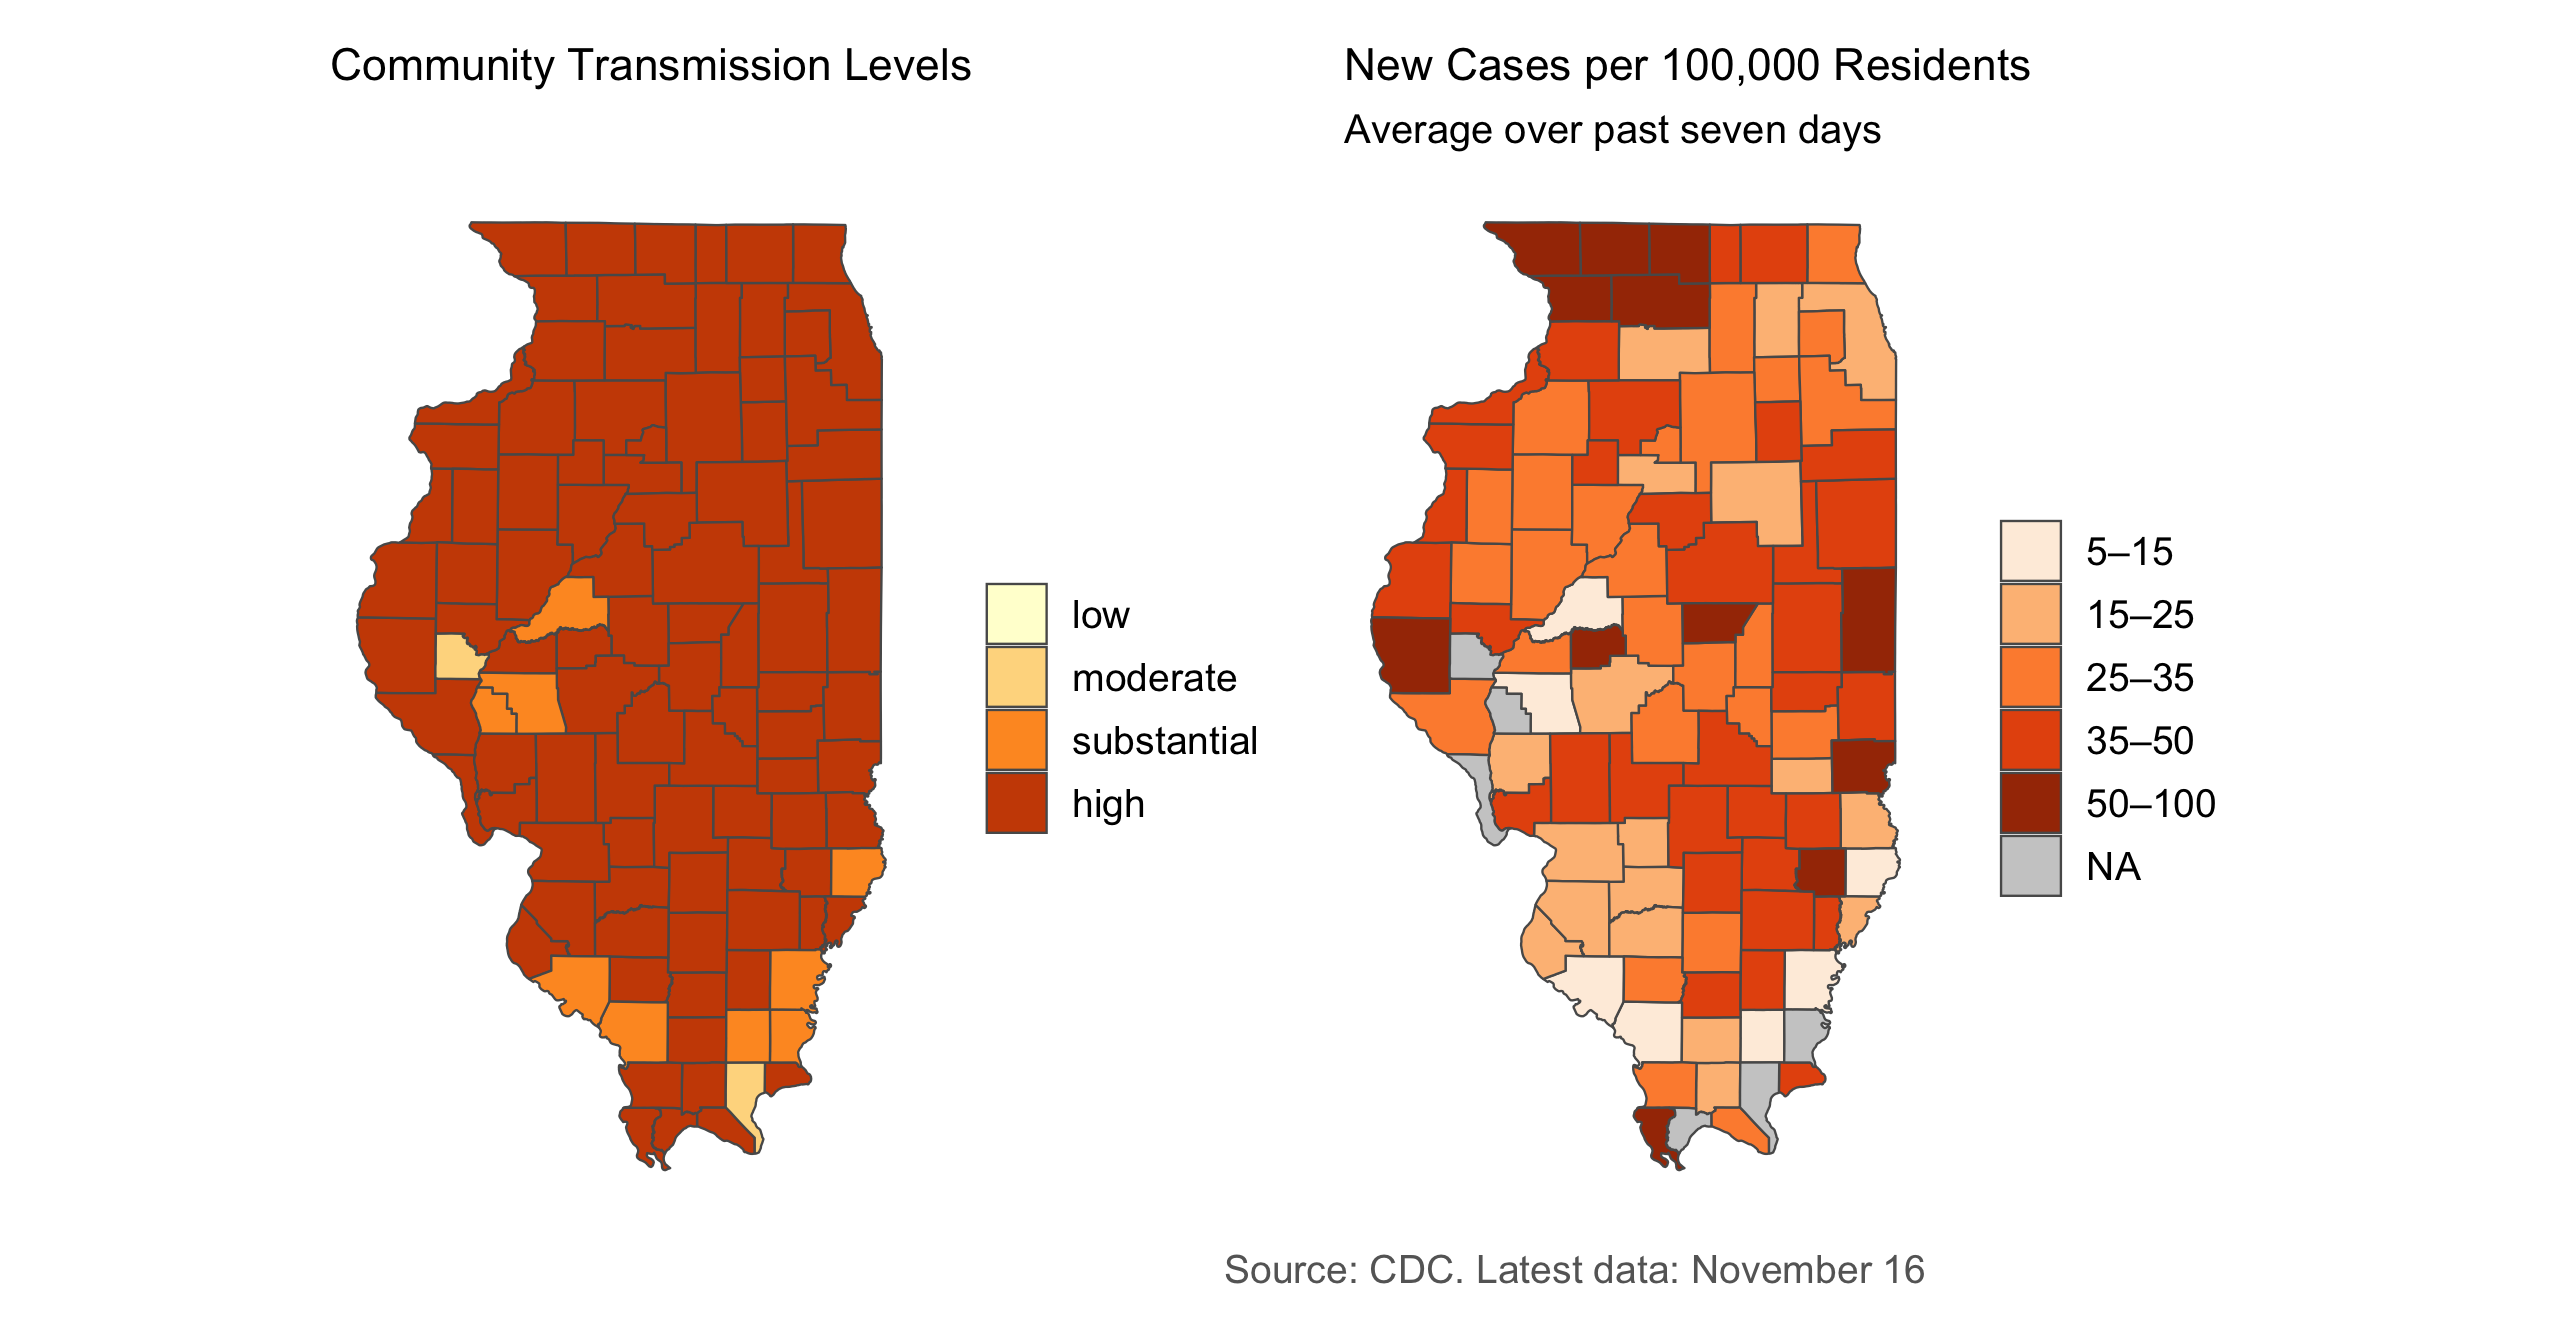 Community Transmission Levels
New Cases per 100,000 Residents
Average over past seven days
low
moderate
substantial
high
5–15
15–25
25–35
35–50
50–100
NA
Source: CDC. Latest data: November 16